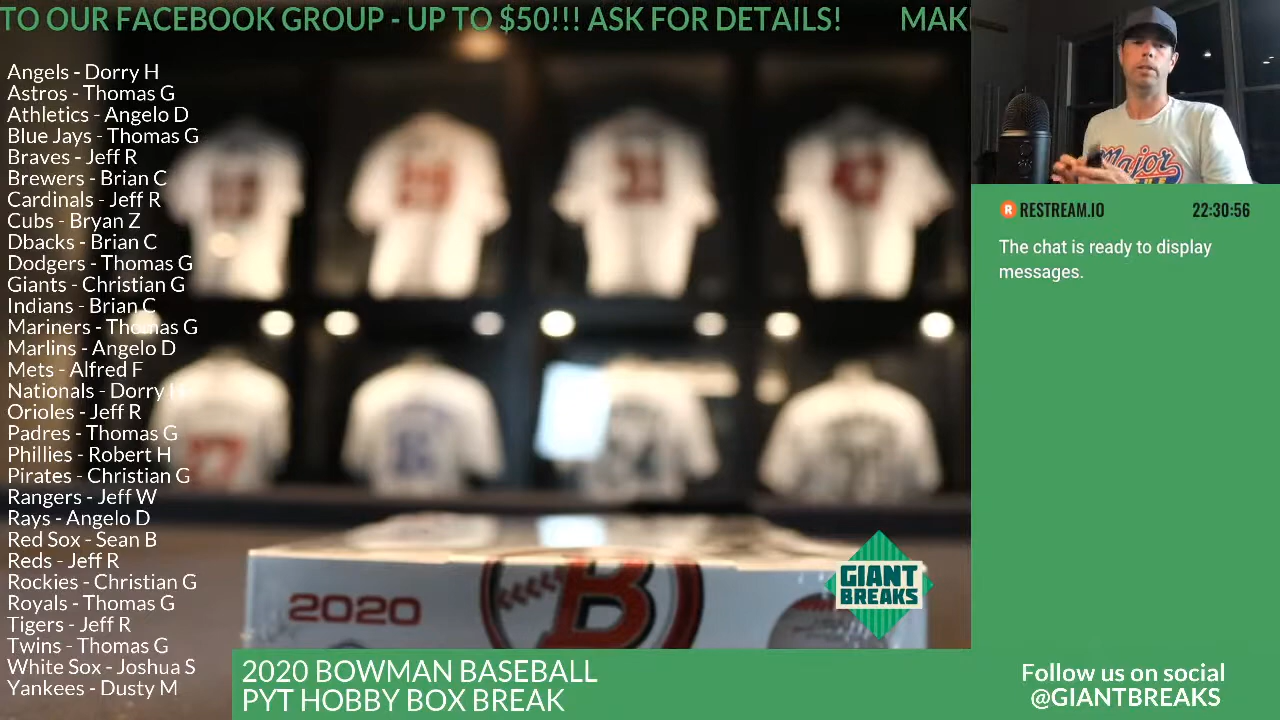 TO OUR FACEBOOK GROUP - UP TO $50!!! ASK FOR DETAILS! MAK
Angels - Dorry H
Astros - Thomas G
Athletics - Angelo D
Blue Jays - Thomas G
Braves - Jeff R
Brewers - Brian C
Cardinals - Jeff R
Cubs - Bryan Z
Dbacks - Brian C
Dodgers - Thomas G
Giants - Christian G
Indians - Brian C
Mariners - Thomas G
Marlins - Angelo D
Mets - Alfred F
Nationals - Dorry H
Orioles - Jeff R
Padres - Thomas G
Phillies - Robert H
Pirates - Christian G
Rangers - Jeff W
Rays - Angelo D
Red Sox - Sean B
Reds - Jeff R
Rockies - Christian G
Royals - Thomas G
Tigers - Jeff R
Twins - Thomas G
White Sox - Joshua S
Yankees - Dusty M
2020
B
GIANT
BREAKS
2020 BOWMAN BASEBALL
PYT HOBBY BOX BREAK
Major
R RESTREAM.IO 22:30:56
The chat is ready to display
messages.
Follow us on social
@GIANTBREAKS